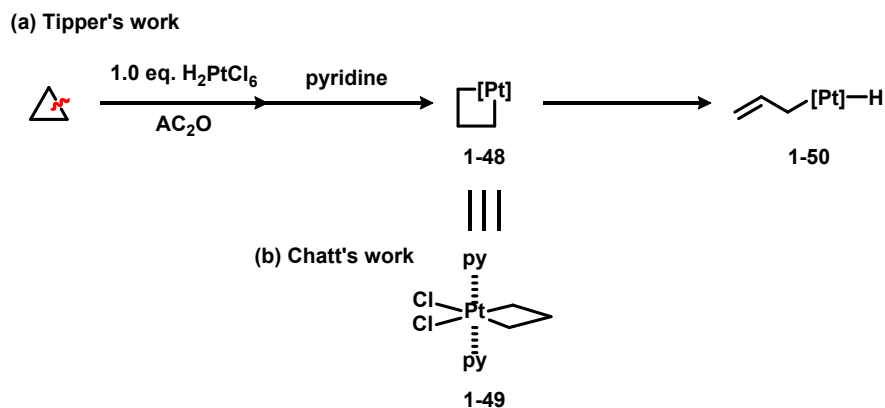 (a) Tipper's work
1.0 eq. H₂PtCl₆
pyridine
AC₂O
[Pt]
[Pt]—H
1-48
1-50
(b) Chatt's work
py
Cl
Pt
Cl
py
1-49